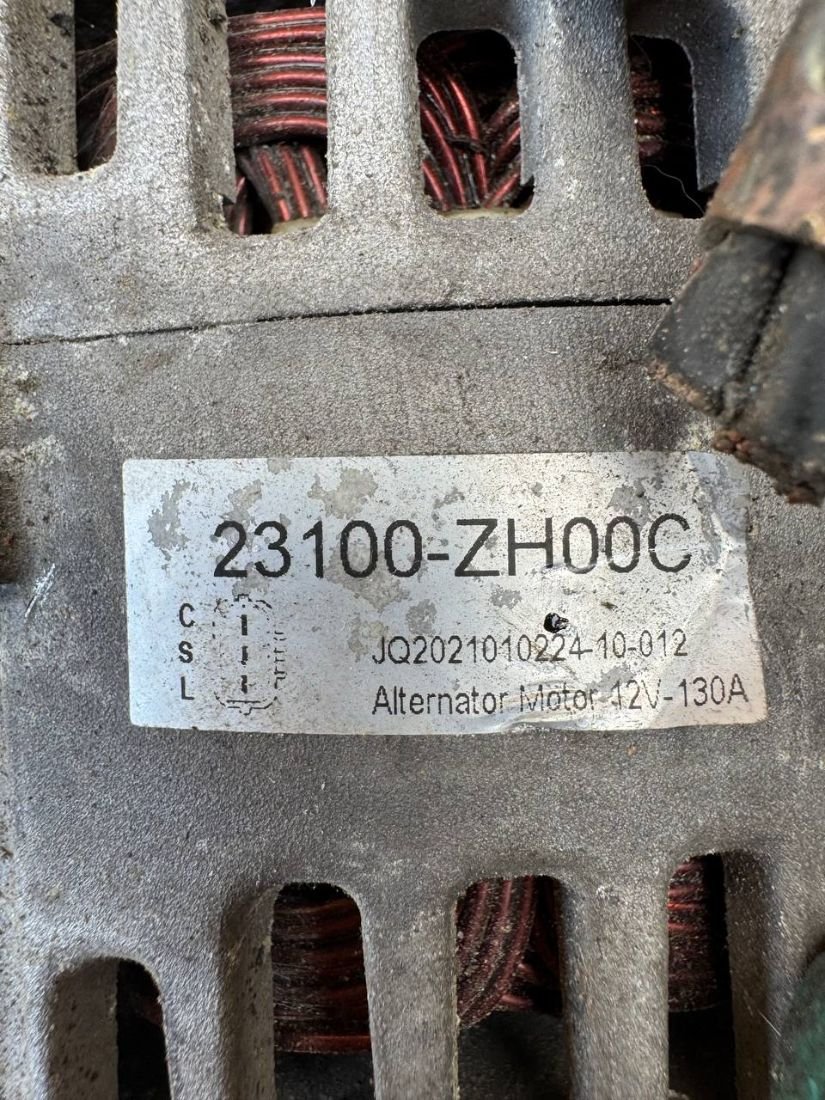 23100-ZH00C
C
S
L
JQ2021010224-10-012
Alternator Motor 12V-130A